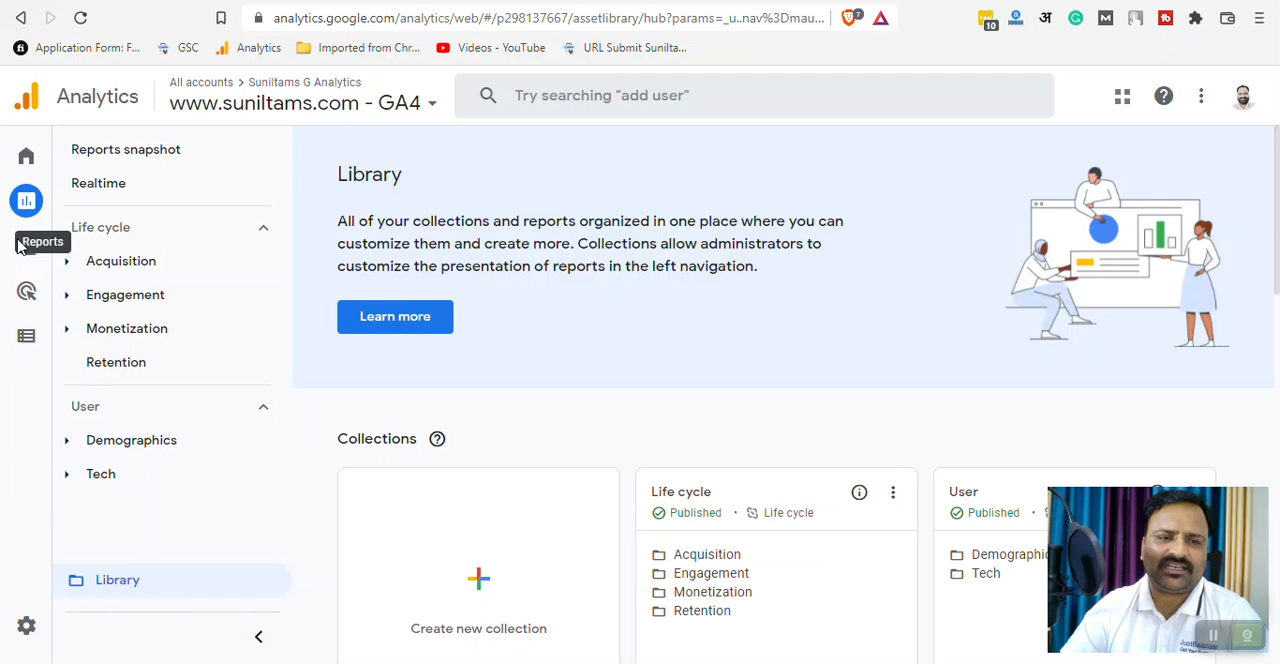 analytics.google.com/analytics/web/#/p298137667/assetlibrary/hub?params=_u..nav%3Dmau...
7
10
अ
M
Application Form: F...
GSC
Analytics
Imported from Chr...
Videos - YouTube
URL Submit Sunilta...
Analytics
All accounts > Suniltams G Analytics
www.suniltams.com - GA4
Try searching "add user"
Reports snapshot
Realtime
Life cycle
Reports
Acquisition
Engagement
Monetization
Retention
User
Demographics
Tech
Library
Library
All of your collections and reports organized in one place where you can
customize them and create more. Collections allow administrators to
customize the presentation of reports in the left navigation.
Learn more
Collections
Create new collection
Life cycle
Published · Life cycle
Acquisition
Engagement
Monetization
Retention
User
Published ·
Demographic
Tech